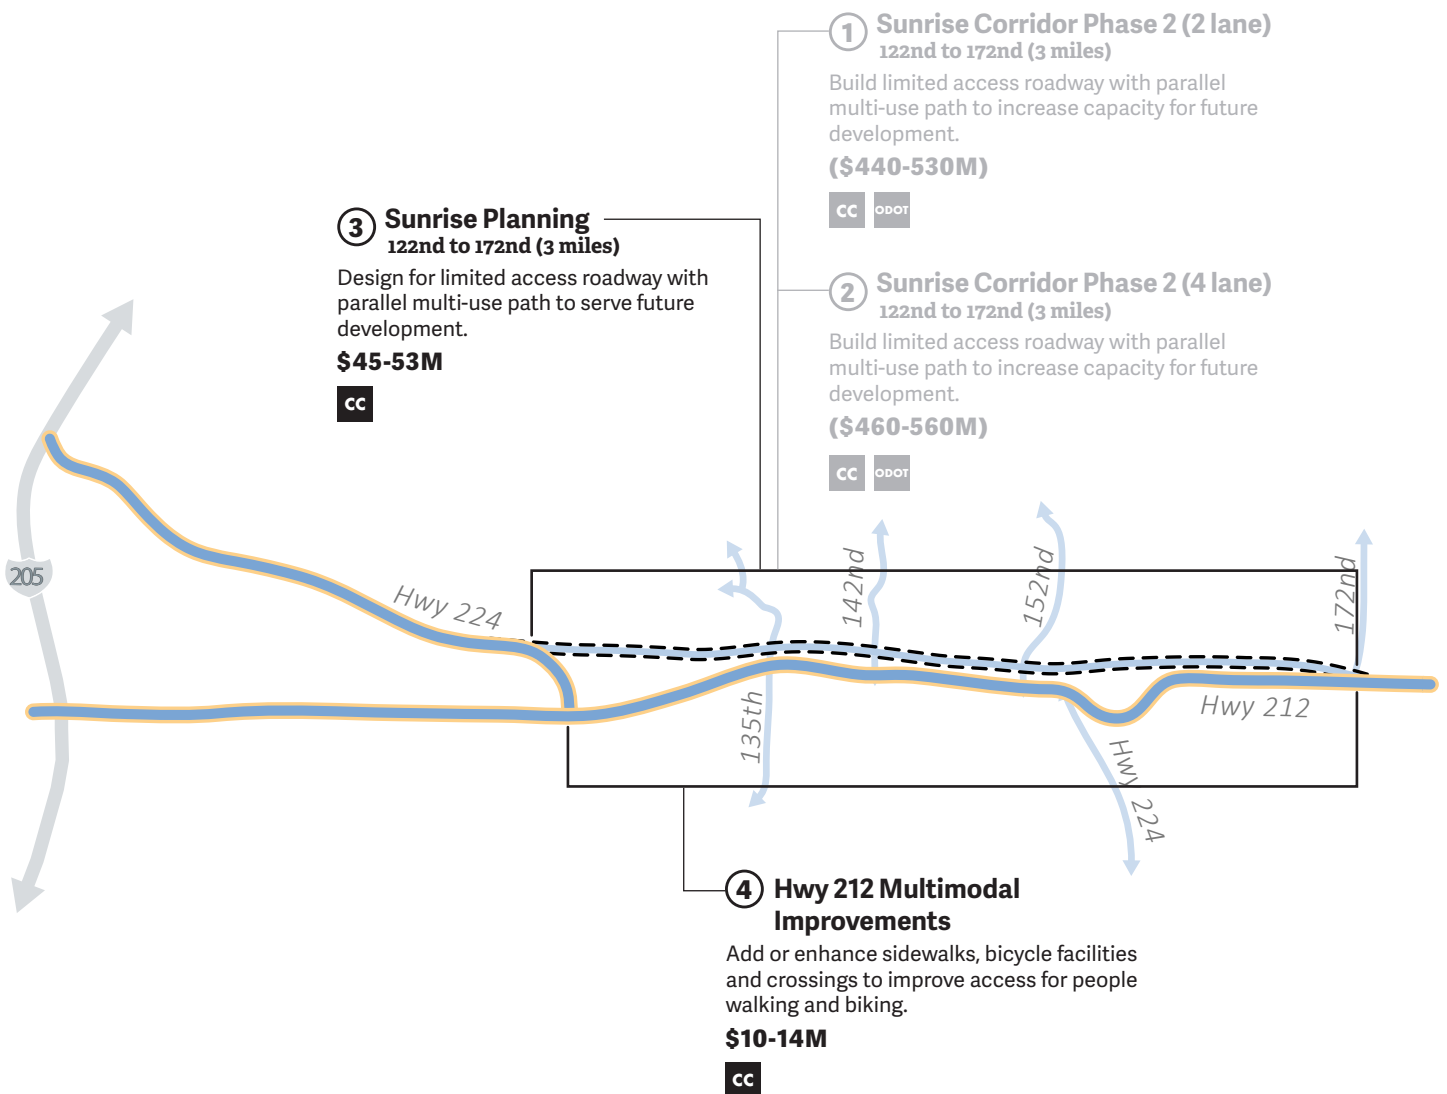 1 Sunrise Corridor Phase 2 (2 lane)
122nd to 172nd (3 miles)
Build limited access roadway with parallel
multi-use path to increase capacity for future
development.
($440-530M)
CC ODOT
3 Sunrise Planning
122nd to 172nd (3 miles)
Design for limited access roadway with
parallel multi-use path to serve future
development.
$45-53M
CC
2 Sunrise Corridor Phase 2 (4 lane)
122nd to 172nd (3 miles)
Build limited access roadway with parallel
multi-use path to increase capacity for future
development.
($460-560M)
CC ODOT
205
Hwy 224
142nd
152nd
172nd
135th
Hwy 212
Hwy 224
4 Hwy 212 Multimodal
Improvements
Add or enhance sidewalks, bicycle facilities
and crossings to improve access for people
walking and biking.
$10-14M
CC